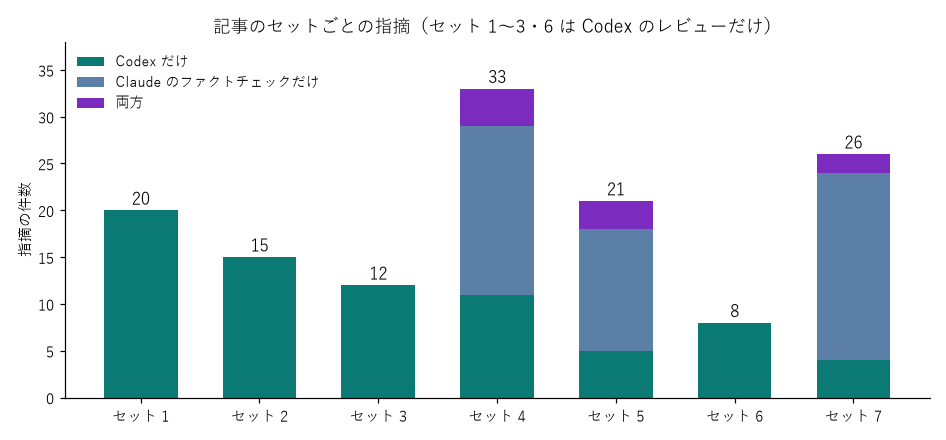 記事のセットごとの指摘（セット 1〜3・6 は Codex のレビューだけ）
Codex だけ
Claude のファクトチェックだけ
両方
指摘の件数
35
30
25
20
15
10
5
0
20
15
12
33
21
8
26
セット 1
セット 2
セット 3
セット 4
セット 5
セット 6
セット 7